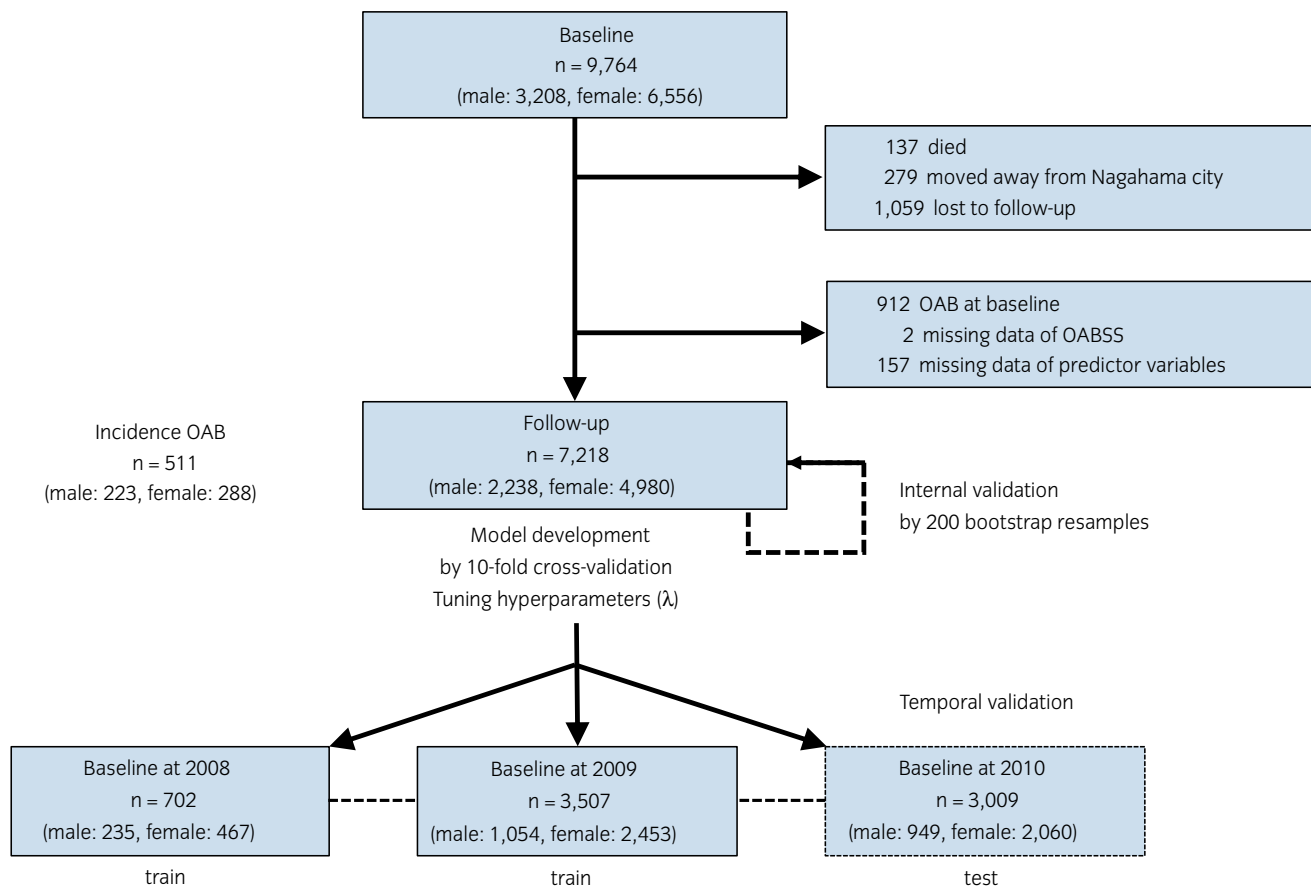 Baseline
n = 9,764
(male: 3,208, female: 6,556)
137 died
279 moved away from Nagahama city
1,059 lost to follow-up
912 OAB at baseline
2 missing data of OABSS
157 missing data of predictor variables
Incidence OAB
n = 511
(male: 223, female: 288)
Follow-up
n = 7,218
(male: 2,238, female: 4,980)
Internal validation
by 200 bootstrap resamples
Model development
by 10-fold cross-validation
Tuning hyperparameters (λ)
Temporal validation
Baseline at 2008
n = 702
(male: 235, female: 467)
train
Baseline at 2009
n = 3,507
(male: 1,054, female: 2,453)
train
Baseline at 2010
n = 3,009
(male: 949, female: 2,060)
test